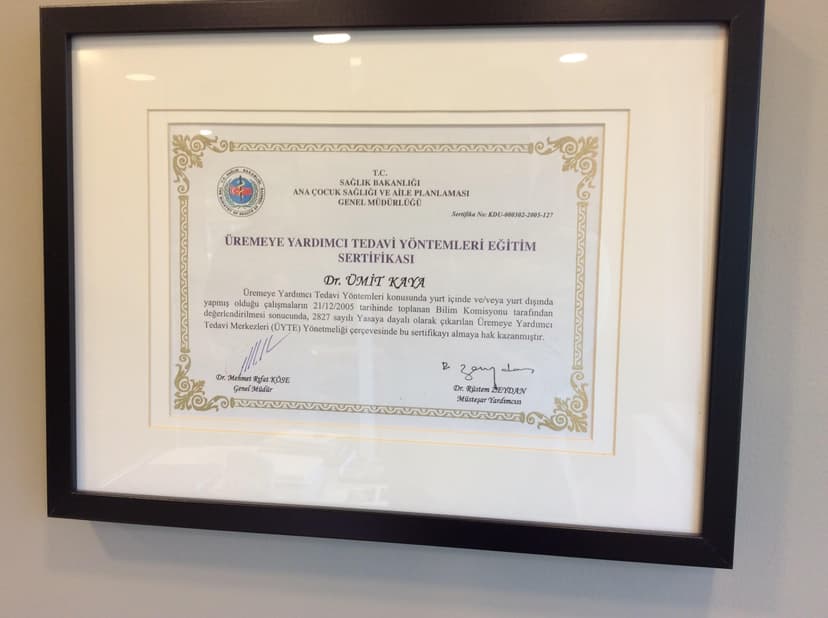 T.C.
SAĞLIK BAKANLIĞI
ANA ÇOCUK SAĞLIĞI VE AİLE PLANLAMASI
GENEL MÜDÜRLÜĞÜ
Sertifika No: KDU-000302-2005-127
ÜREMEYE YARDIMCI TEDAVİ YÖNTEMLERİ EĞİTİM
SERTİFİKASI
Dr. ÜMİT KAYA
Üremeye Yardımcı Tedavi Yöntemleri konusunda yurt içinde ve/veya yurt dışında
yapmış olduğu çalışmaların 21/12/2005 tarihinde toplanan Bilim Komisyonu tarafından
değerlendirilmesi sonucunda, 2827 sayılı Yasaya dayalı olarak çıkarılan Üremeye Yardımcı
Tedavi Merkezleri (ÜYTE) Yönetmeliği çerçevesinde bu sertifikayı almaya hak kazanmıştır.
Dr. Mehmet Rifat KÖSE
Genel Müdür
Dr. Rüstem ZEYDAN
Müsteşar Yardımcısı